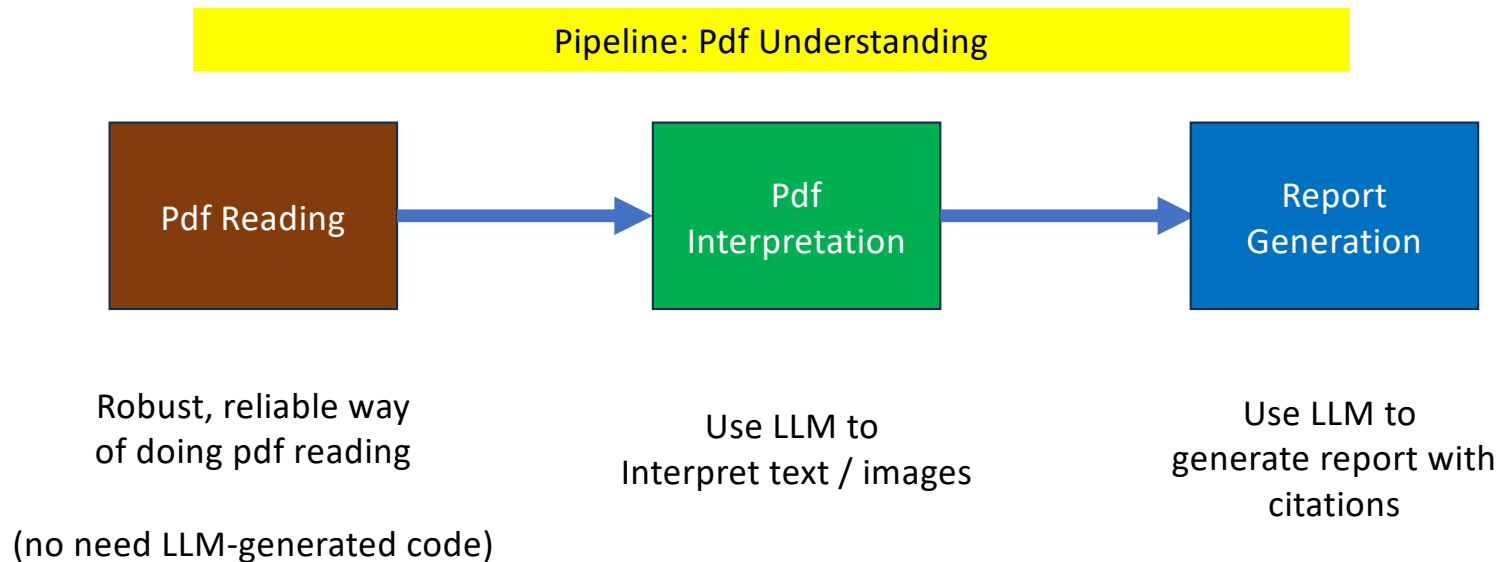 Pipeline: Pdf Understanding
Pdf Reading
Pdf
Interpretation
Report
Generation
Robust, reliable way
of doing pdf reading
(no need LLM-generated code)
Use LLM to
Interpret text / images
Use LLM to
generate report with
citations